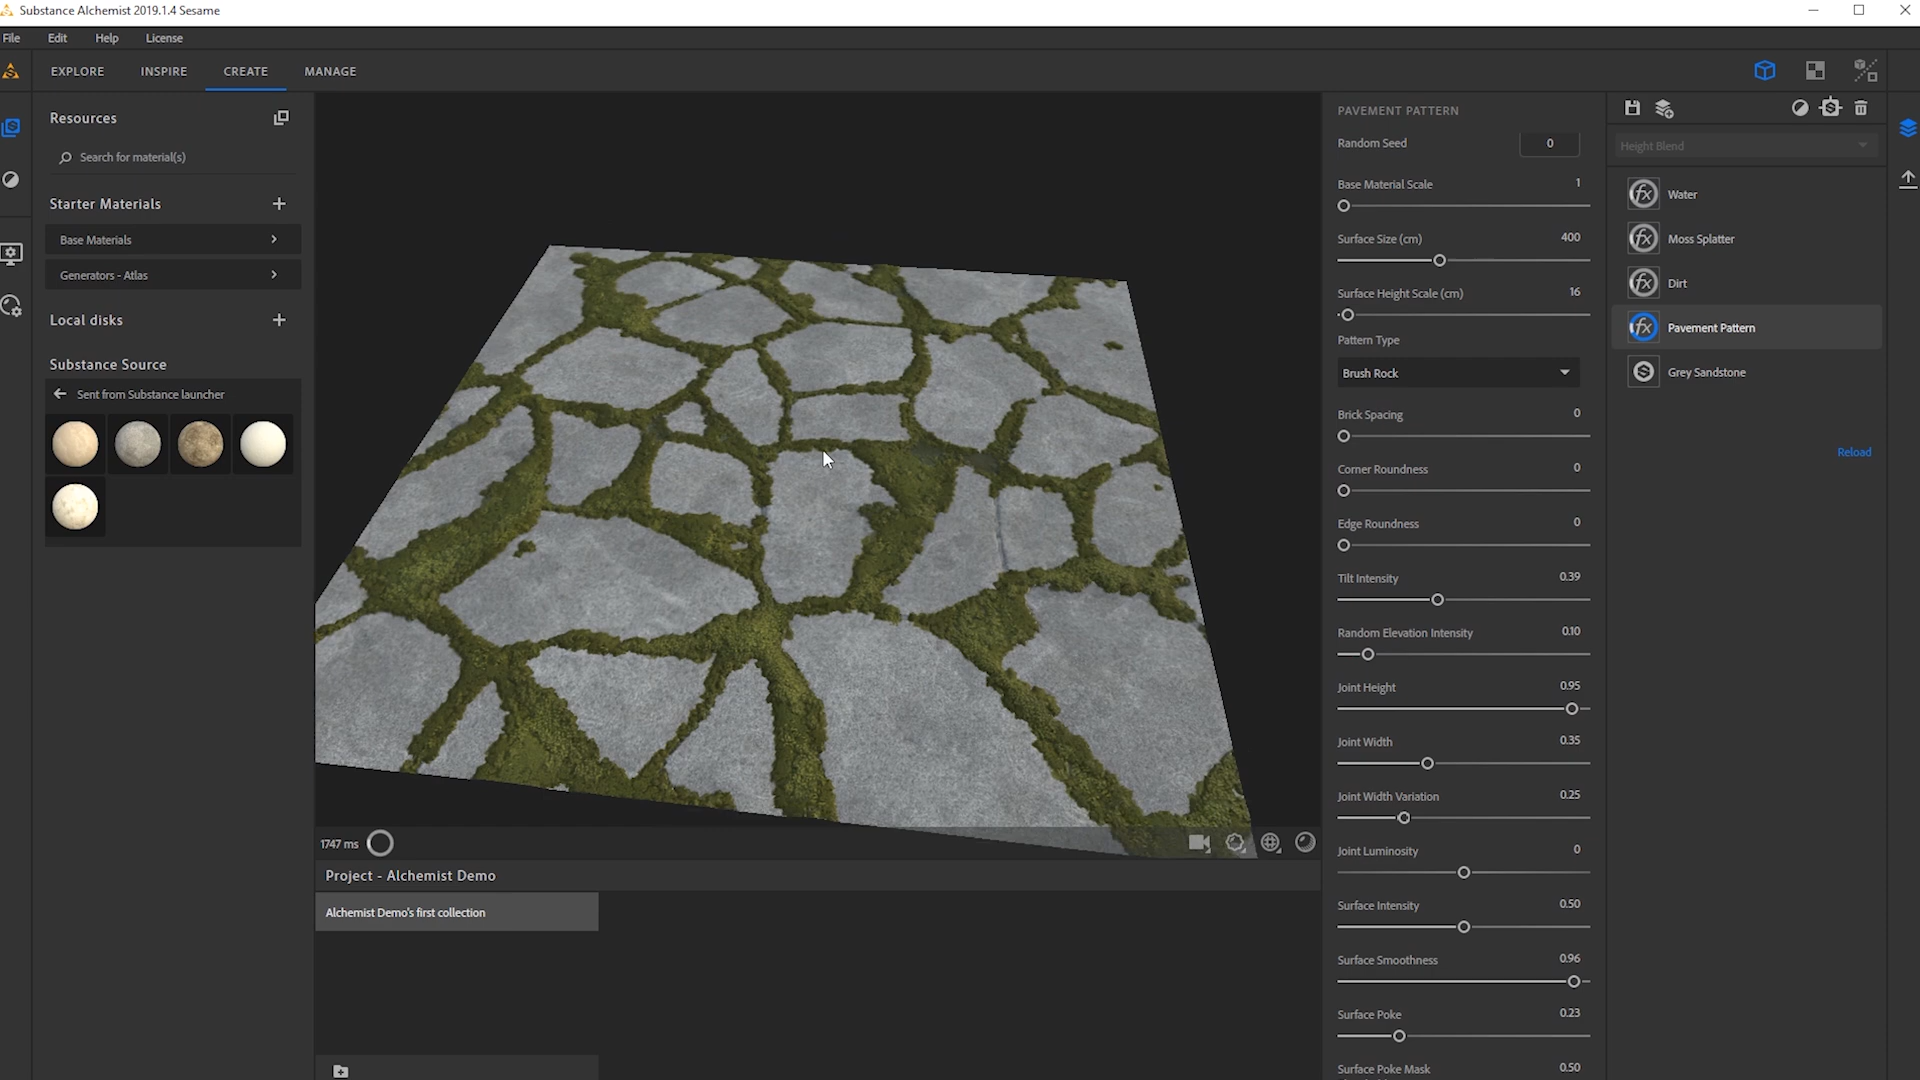 Substance Alchemist 2019.1.4 Sesame
File Edit Help License
EXPLORE INSPIRE CREATE MANAGE
Resources
Search for material(s)
Starter Materials
Base Materials
Generators - Atlas
Local disks
Substance Source
Sent from Substance launcher
1747 ms
Project - Alchemist Demo
Alchemist Demo's first collection
PAVEMENT PATTERN
Random Seed 0
Base Material Scale 1
Surface Size (cm) 400
Surface Height Scale (cm) 16
Pattern Type
Brush Rock
Brick Spacing 0
Corner Roundness 0
Edge Roundness 0
Tilt Intensity 0.39
Random Elevation Intensity 0.10
Joint Height 0.95
Joint Width 0.35
Joint Width Variation 0.25
Joint Luminosity 0
Surface Intensity 0.50
Surface Smoothness 0.96
Surface Poke 0.23
Surface Poke Mask 0.50
Height Blend
fx Water
fx Moss Splatter
fx Dirt
fx Pavement Pattern
Grey Sandstone
Reload